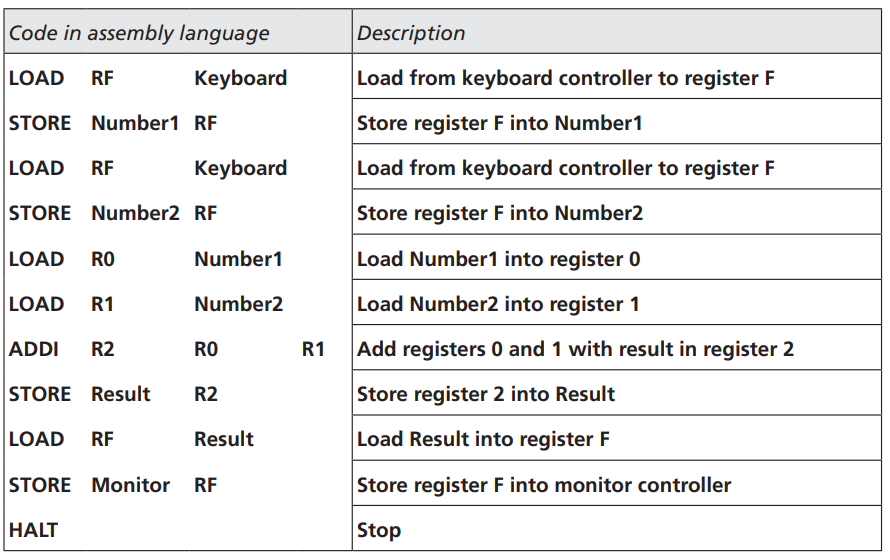 Code in assembly language Description
LOAD RF Keyboard Load from keyboard controller to register F
STORE Number1 RF Store register F into Number1
LOAD RF Keyboard Load from keyboard controller to register F
STORE Number2 RF Store register F into Number2
LOAD R0 Number1 Load Number1 into register 0
LOAD R1 Number2 Load Number2 into register 1
ADDI R2 R0 R1 Add registers 0 and 1 with result in register 2
STORE Result R2 Store register 2 into Result
LOAD RF Result Load Result into register F
STORE Monitor RF Store register F into monitor controller
HALT Stop